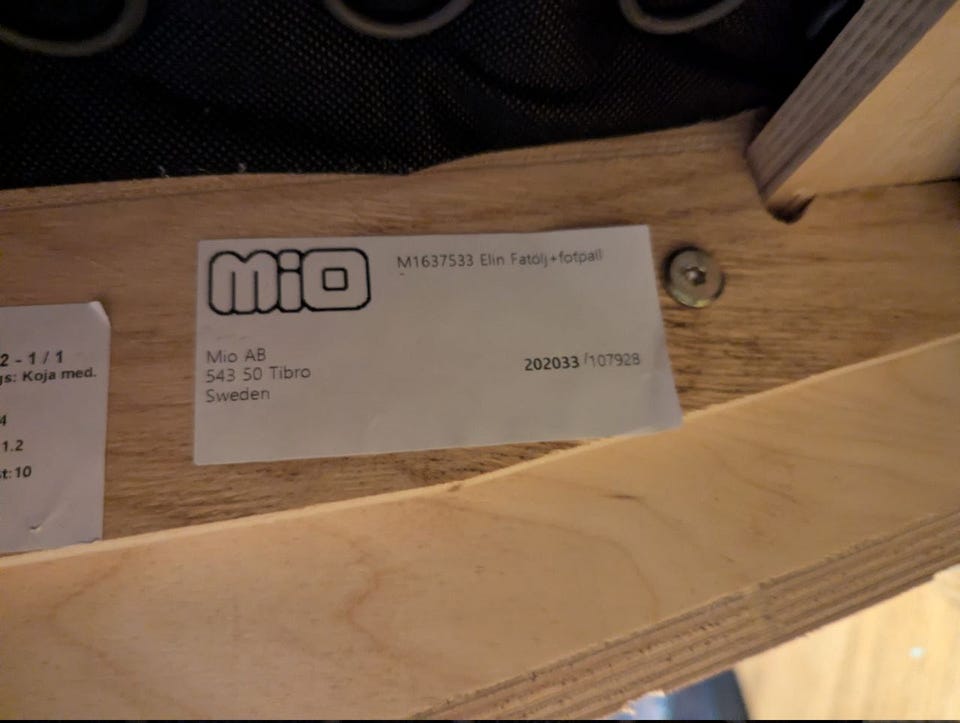 2 - 1 / 1
gs: Koja med.
4
1.2
st:10
MiO
M1637533 Elin Fatölj+fotpall
Mio AB
543 50 Tibro
Sweden
202033 /107928